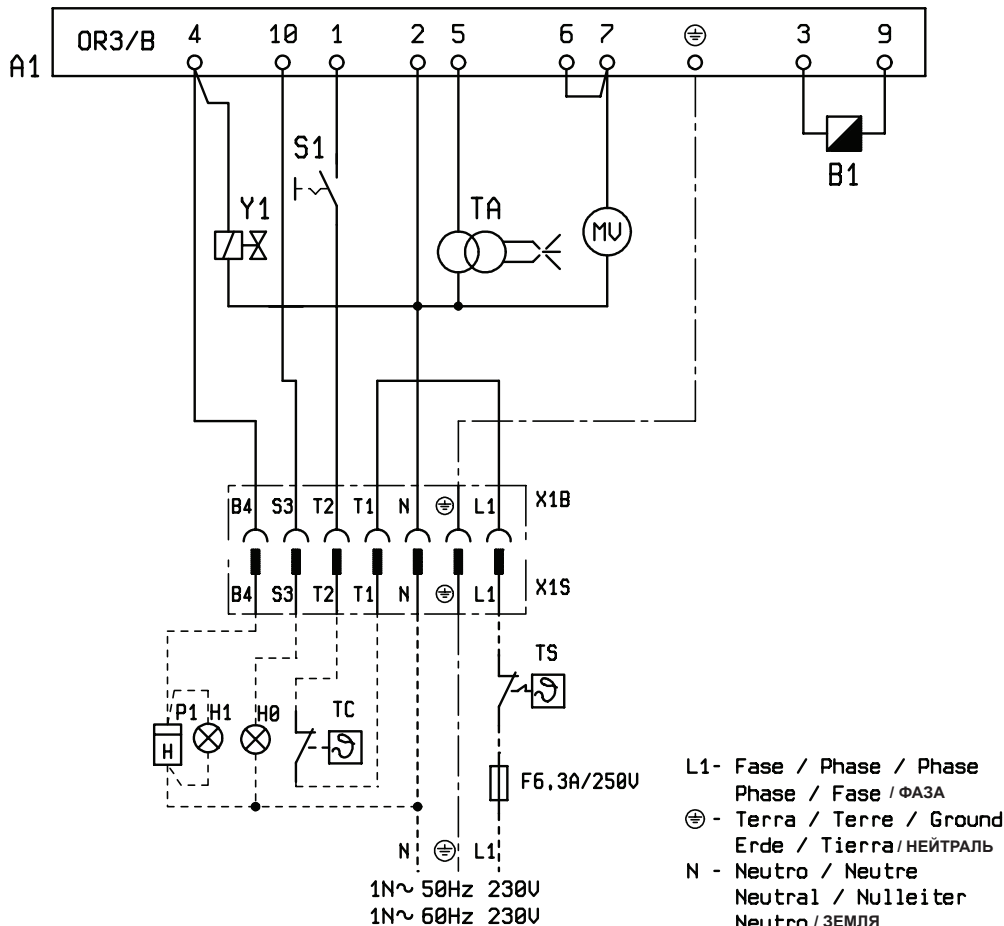 OR3/B 4 10 1 2 5 6 7 3 9
A1
S1
B1
Y1 TA
MV
B4 S3 T2 T1 N L1 X1B
B4 S3 T2 T1 N L1 X1S
TS
P1 H1 H0 TC
H
F6,3A/250V
N L1
1N~ 50Hz 230V
1N~ 60Hz 230V
L1- Fase / Phase / Phase
Phase / Fase / ФАЗА
⏚ - Terra / Terre / Ground
Erde / Tierra / НЕЙТРАЛЬ
N - Neutro / Neutre
Neutral / Nulleiter
Neutro / ЗЕМЛЯ